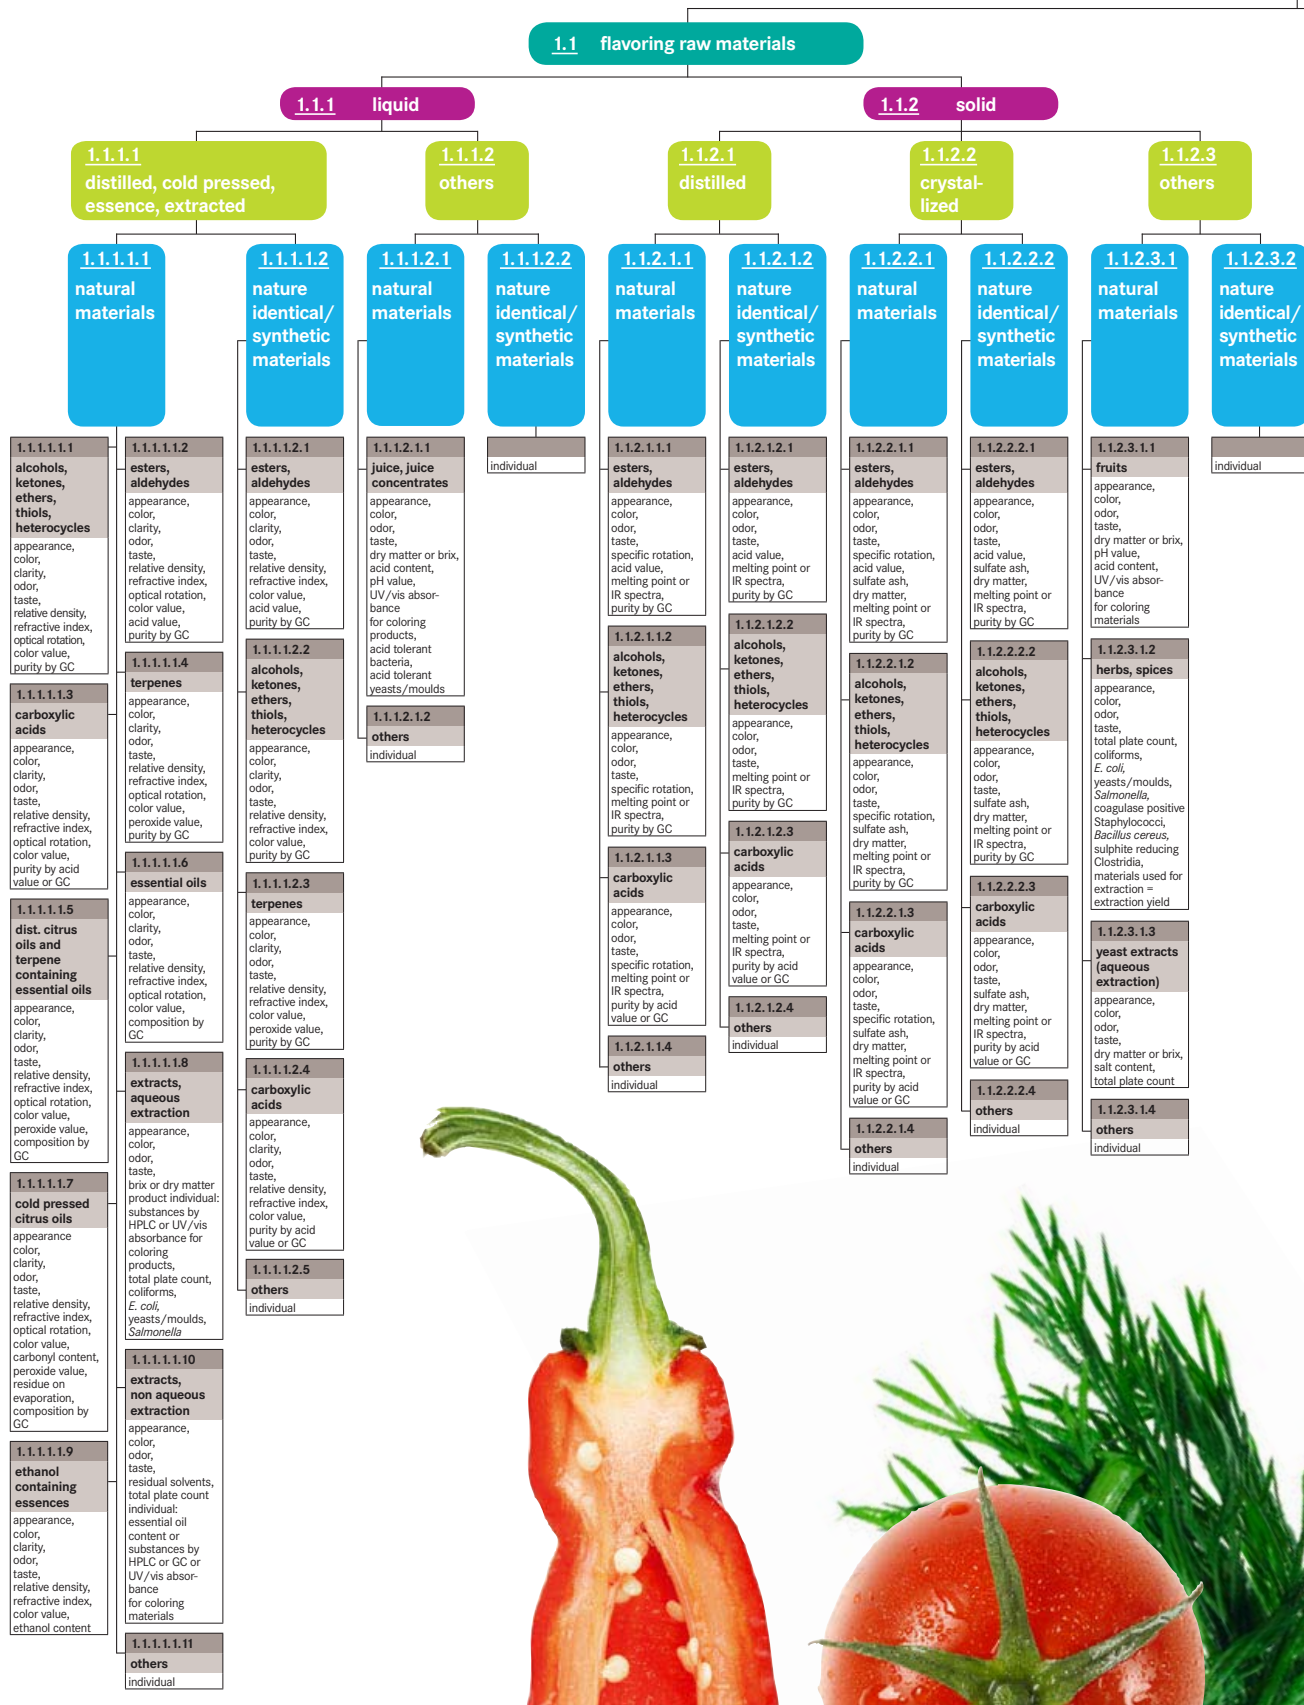 1.1 flavoring raw materials
1.1.1 liquid
1.1.2 solid
1.1.1.1
distilled, cold pressed,
essence, extracted
1.1.1.2
others
1.1.2.1
distilled
1.1.2.2
crystal-
lized
1.1.2.3
others
1.1.1.1.1
natural
materials
1.1.1.1.2
nature
identical/
synthetic
materials
1.1.1.2.1
natural
materials
1.1.1.2.2
nature
identical/
synthetic
materials
1.1.2.1.1
natural
materials
1.1.2.1.2
nature
identical/
synthetic
materials
1.1.2.2.1
natural
materials
1.1.2.2.2
nature
identical/
synthetic
materials
1.1.2.3.1
natural
materials
1.1.2.3.2
nature
identical/
synthetic
materials
1.1.1.1.1.1
alcohols,
ketones,
ethers,
thiols,
heterocycles
appearance,
color,
clarity,
odor,
taste,
relative density,
refractive index,
optical rotation,
color value,
purity by GC
1.1.1.1.1.3
carboxylic
acids
appearance,
color,
clarity,
odor,
taste,
relative density,
refractive index,
optical rotation,
color value,
purity by acid
value or GC
1.1.1.1.1.5
dist. citrus
oils and
terpene
containing
essential oils
appearance,
color,
clarity,
odor,
taste,
relative density,
refractive index,
optical rotation,
color value,
peroxide value,
composition by
GC
1.1.1.1.1.7
cold pressed
citrus oils
appearance
color,
clarity,
odor,
taste,
relative density,
refractive index,
optical rotation,
color value,
carbonyl content,
peroxide value,
residue on
evaporation,
composition by
GC
1.1.1.1.1.9
ethanol
containing
essences
appearance,
color,
clarity,
odor,
taste,
relative density,
refractive index,
color value,
ethanol content
1.1.1.1.1.2
esters,
aldehydes
appearance,
color,
clarity,
odor,
taste,
relative density,
refractive index,
optical rotation,
color value,
acid value,
purity by GC
1.1.1.1.1.4
terpenes
appearance,
color,
clarity,
odor,
taste,
relative density,
refractive index,
optical rotation,
color value,
peroxide value,
purity by GC
1.1.1.1.1.6
essential oils
appearance,
color,
clarity,
odor,
taste,
relative density,
refractive index,
optical rotation,
color value,
composition by
GC
1.1.1.1.1.8
extracts,
aqueous
extraction
appearance,
color,
odor,
taste,
brix or dry matter
product individual:
substances by
HPLC or UV/vis
absorbance for
coloring
products,
total plate count,
coliforms,
E. coli,
yeasts/moulds,
Salmonella
1.1.1.1.1.10
extracts,
non aqueous
extraction
appearance,
color,
odor,
taste,
residual solvents,
total plate count
individual:
essential oil
content or
substances by
HPLC or GC or
UV/vis absor-
bance
for coloring
materials
1.1.1.1.1.11
others
individual
1.1.1.1.2.1
esters,
aldehydes
appearance,
color,
clarity,
odor,
taste,
relative density,
refractive index,
color value,
acid value,
purity by GC
1.1.1.1.2.2
alcohols,
ketones,
ethers,
thiols,
heterocycles
appearance,
color,
clarity,
odor,
taste,
relative density,
refractive index,
color value,
purity by GC
1.1.1.1.2.3
terpenes
appearance,
color,
clarity,
odor,
taste,
relative density,
refractive index,
color value,
peroxide value,
purity by GC
1.1.1.1.2.4
carboxylic
acids
appearance,
color,
clarity,
odor,
taste,
relative density,
refractive index,
color value,
purity by acid
value or GC
1.1.1.1.2.5
others
individual
1.1.1.2.1.1
juice, juice
concentrates
appearance,
color,
odor,
taste,
dry matter or brix,
acid content,
pH value,
UV/vis absor-
bance
for coloring
products,
acid tolerant
bacteria,
acid tolerant
yeasts/moulds
1.1.1.2.1.2
others
individual
individual
1.1.2.1.1.1
esters,
aldehydes
appearance,
color,
odor,
taste,
specific rotation,
acid value,
melting point or
IR spectra,
purity by GC
1.1.2.1.1.2
alcohols,
ketones,
ethers,
thiols,
heterocycles
appearance,
color,
odor,
taste,
specific rotation,
melting point or
IR spectra,
purity by GC
1.1.2.1.1.3
carboxylic
acids
appearance,
color,
odor,
taste,
specific rotation,
melting point or
IR spectra,
purity by acid
value or GC
1.1.2.1.1.4
others
individual
1.1.2.1.2.1
esters,
aldehydes
appearance,
color,
odor,
taste,
acid value,
melting point or
IR spectra,
purity by GC
1.1.2.1.2.2
alcohols,
ketones,
ethers,
thiols,
heterocycles
appearance,
color,
odor,
taste,
melting point or
IR spectra,
purity by GC
1.1.2.1.2.3
carboxylic
acids
appearance,
color,
odor,
taste,
melting point or
IR spectra,
purity by acid
value or GC
1.1.2.1.2.4
others
individual
1.1.2.2.1.1
esters,
aldehydes
appearance,
color,
odor,
taste,
specific rotation,
acid value,
sulfate ash,
dry matter,
melting point or
IR spectra,
purity by GC
1.1.2.2.1.2
alcohols,
ketones,
ethers,
thiols,
heterocycles
appearance,
color,
odor,
taste,
specific rotation,
sulfate ash,
dry matter,
melting point or
IR spectra,
purity by GC
1.1.2.2.1.3
carboxylic
acids
appearance,
color,
odor,
taste,
specific rotation,
sulfate ash,
dry matter,
melting point or
IR spectra,
purity by acid
value or GC
1.1.2.2.1.4
others
individual
1.1.2.2.2.1
esters,
aldehydes
appearance,
color,
odor,
taste,
acid value,
sulfate ash,
dry matter,
melting point or
IR spectra,
purity by GC
1.1.2.2.2.2
alcohols,
ketones,
ethers,
thiols,
heterocycles
appearance,
color,
odor,
taste,
sulfate ash,
dry matter,
melting point or
IR spectra,
purity by GC
1.1.2.2.2.3
carboxylic
acids
appearance,
color,
odor,
taste,
sulfate ash,
dry matter,
melting point or
IR spectra,
purity by acid
value or GC
1.1.2.2.2.4
others
individual
1.1.2.3.1.1
fruits
appearance,
color,
odor,
taste,
dry matter or brix,
pH value,
acid content,
UV/vis absor-
bance
for coloring
materials
1.1.2.3.1.2
herbs, spices
appearance,
color,
odor,
taste,
total plate count,
coliforms,
E. coli,
yeasts/moulds,
Salmonella,
coagulase positive
Staphylococci,
Bacillus cereus,
sulphite reducing
Clostridia,
materials used for
extraction =
extraction yield
1.1.2.3.1.3
yeast extracts
(aqueous
extraction)
appearance,
color,
odor,
taste,
dry matter or brix,
salt content,
total plate count
1.1.2.3.1.4
others
individual
individual